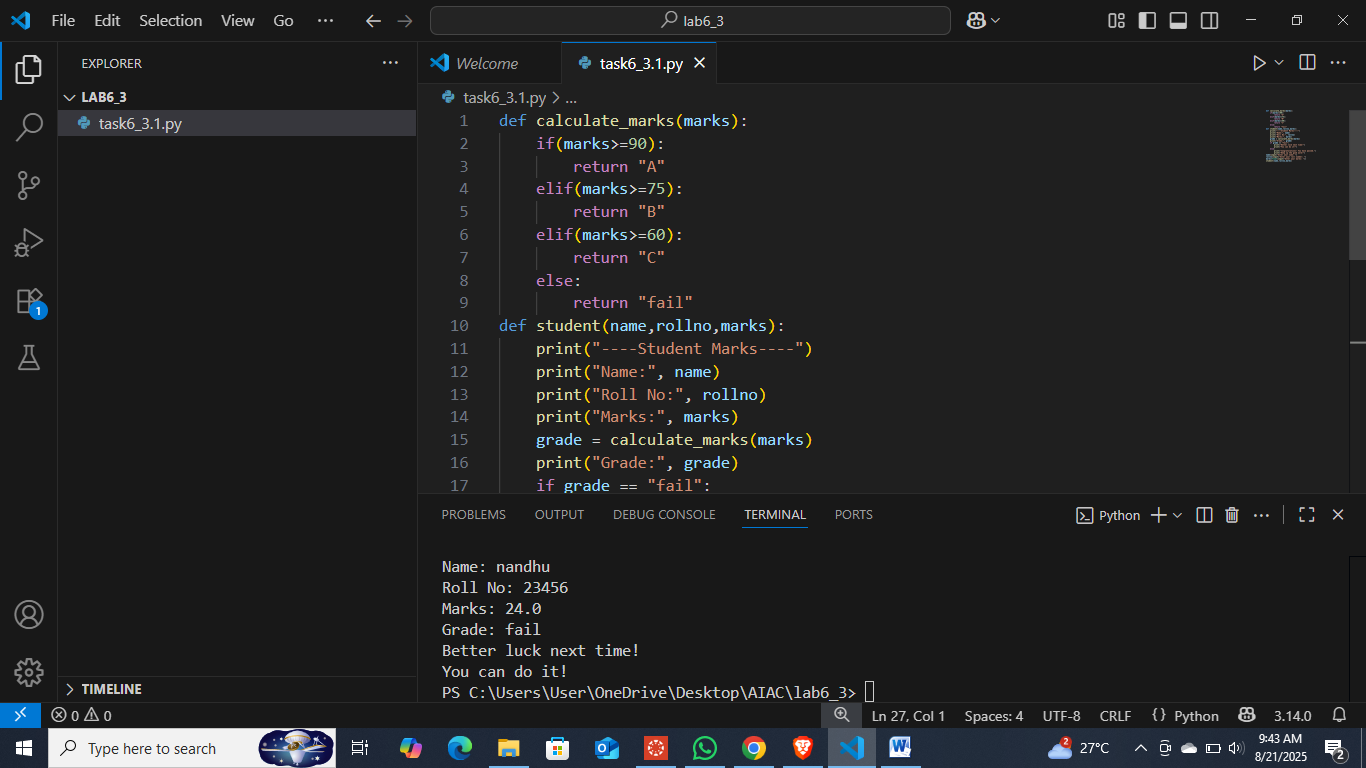 File Edit Selection View Go ··· lab6_3
EXPLORER ···
LAB6_3
task6_3.1.py
TIMELINE
Welcome
task6_3.1.py
task6_3.1.py > ...
1 def calculate_marks(marks):
2     if(marks>=90):
3         return "A"
4     elif(marks>=75):
5         return "B"
6     elif(marks>=60):
7         return "C"
8     else:
9         return "fail"
10 def student(name,rollno,marks):
11     print("----Student Marks----")
12     print("Name:", name)
13     print("Roll No:", rollno)
14     print("Marks:", marks)
15     grade = calculate_marks(marks)
16     print("Grade:", grade)
17     if grade == "fail":
PROBLEMS OUTPUT DEBUG CONSOLE TERMINAL PORTS Python
Name: nandhu
Roll No: 23456
Marks: 24.0
Grade: fail
Better luck next time!
You can do it!
PS C:\Users\User\OneDrive\Desktop\AIAC\lab6_3>
1
0 0 Ln 27, Col 1 Spaces: 4 UTF-8 CRLF {} Python 3.14.0
Type here to search
2
27°C
9:43 AM
8/21/2025
2